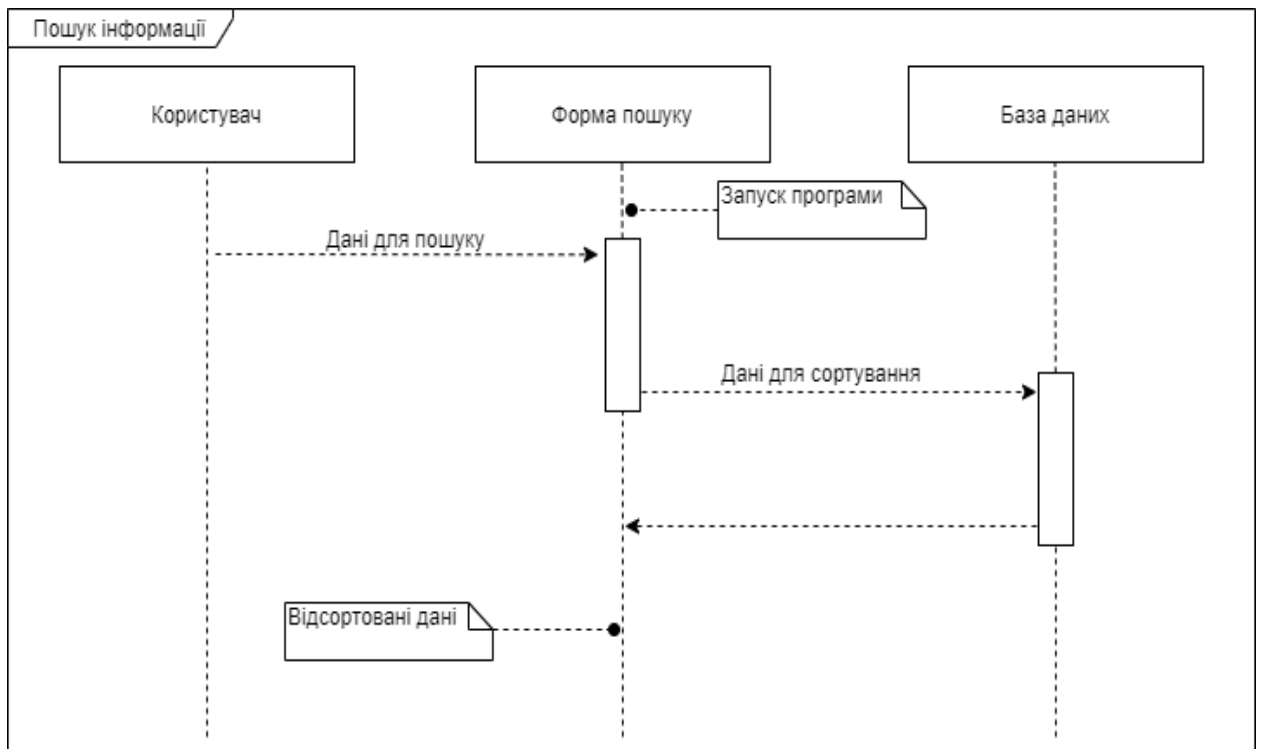 Пошук інформації
Користувач
Форма пошуку
База даних
Запуск програми
Дані для пошуку
Дані для сортування
Відсортовані дані